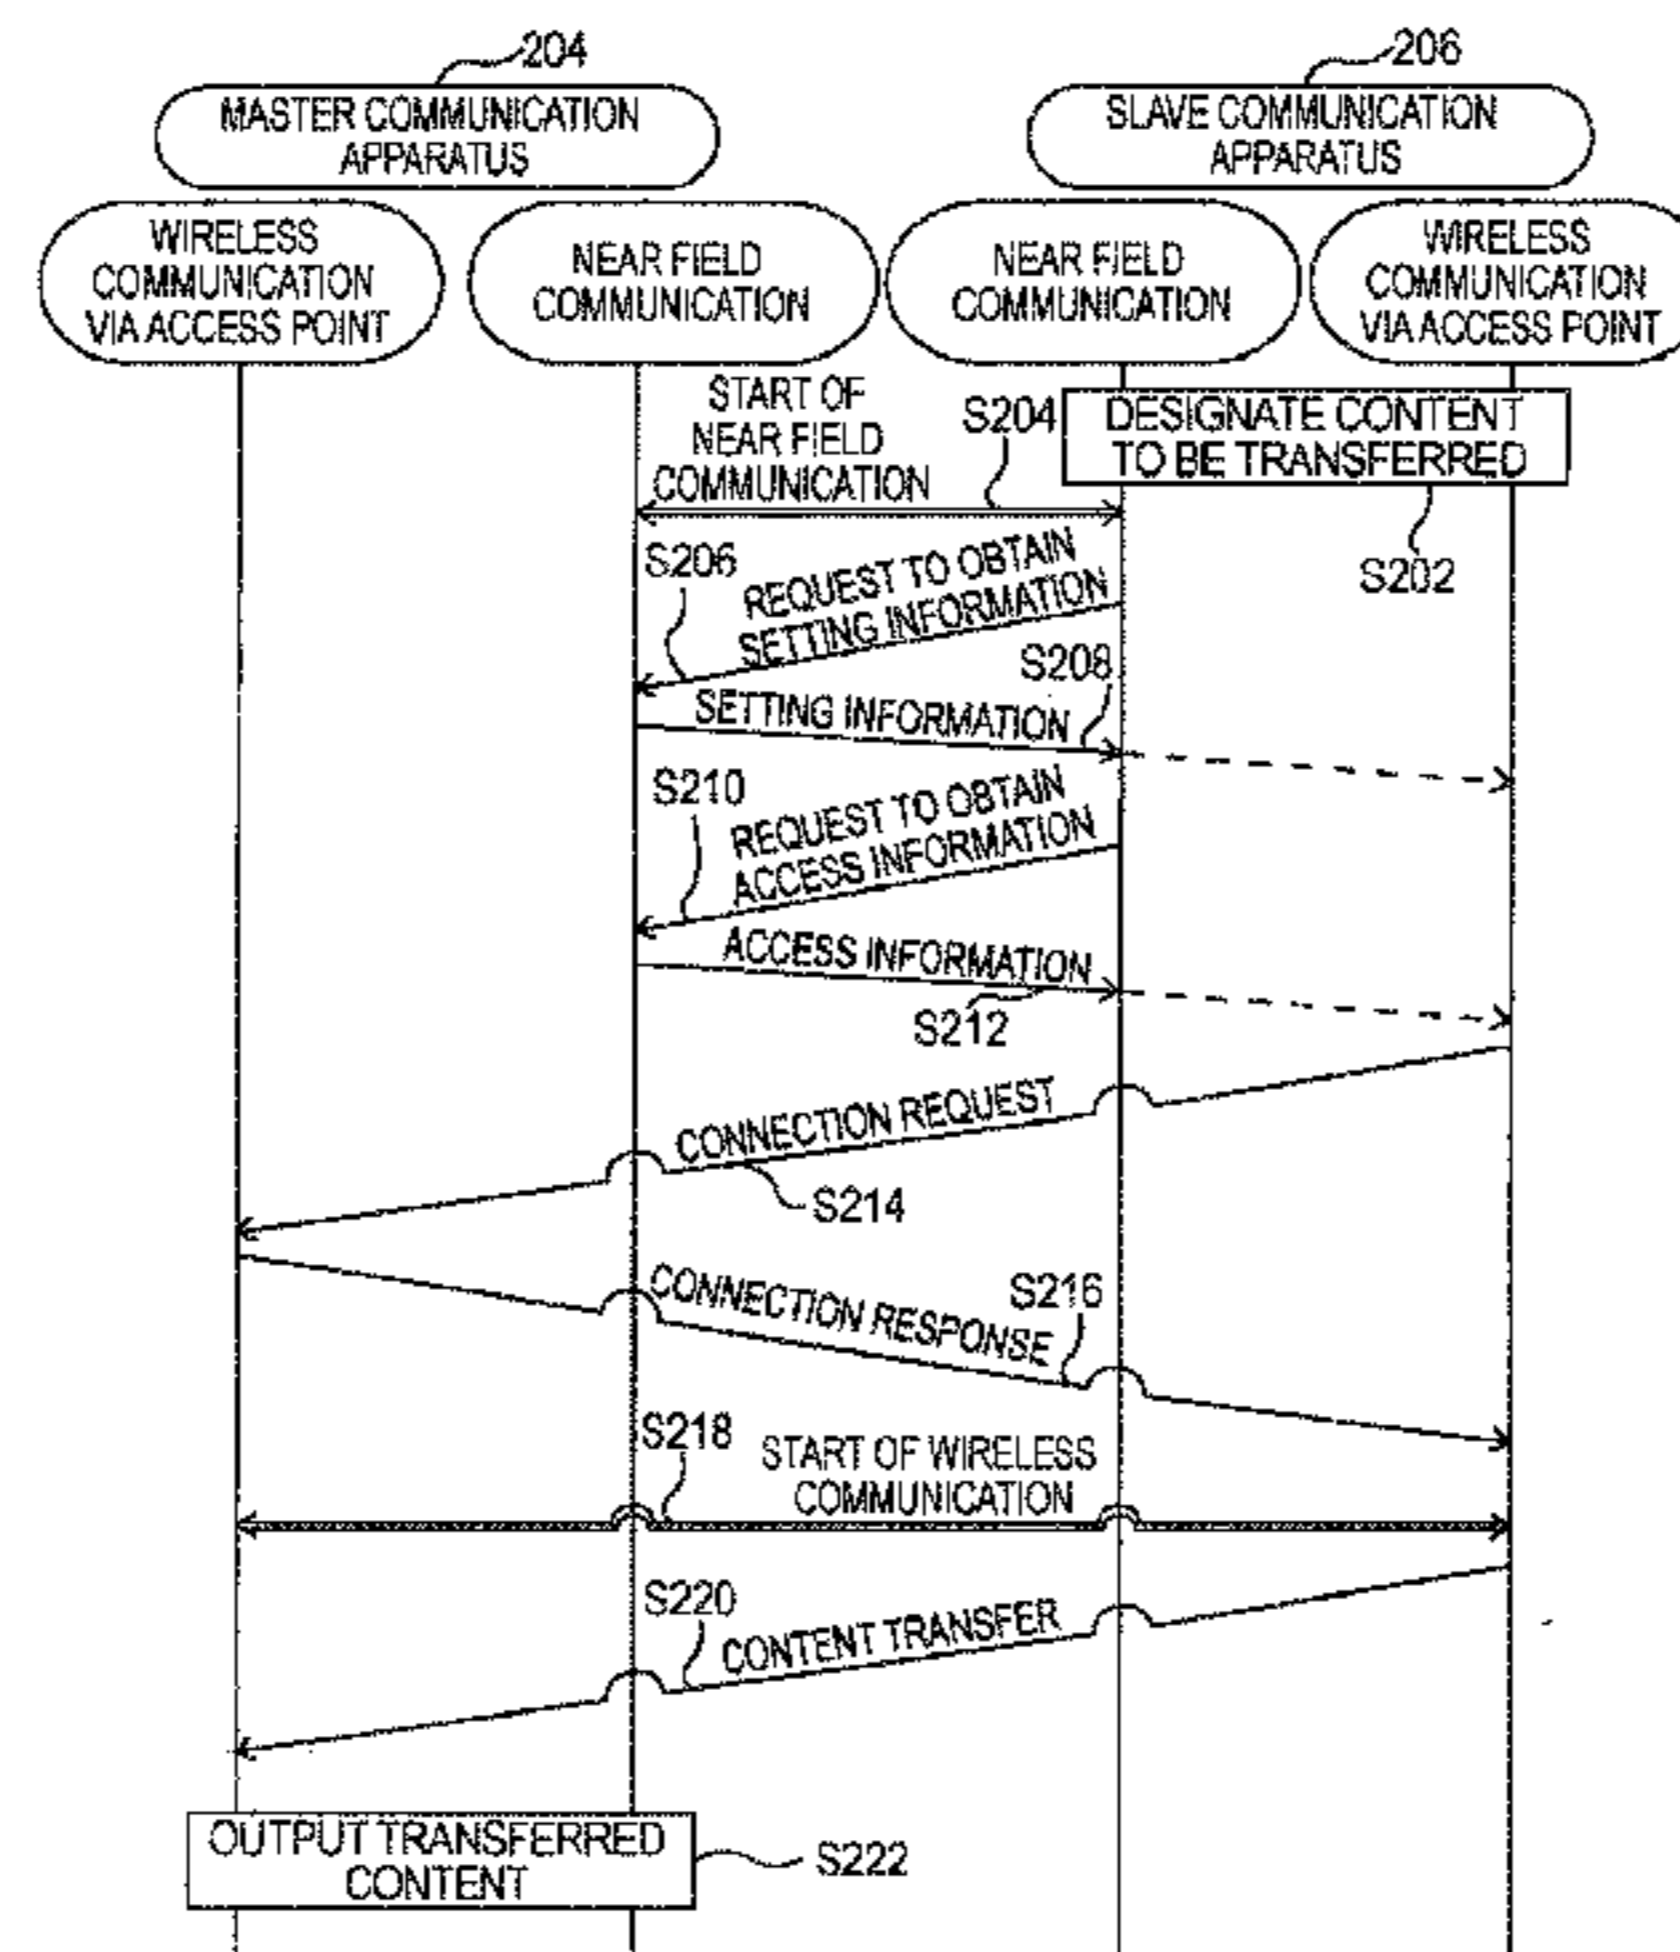 204
206
MASTER COMMUNICATION
APPARATUS
SLAVE COMMUNICATION
APPARATUS
WIRELESS
COMMUNICATION
VIA ACCESS POINT
NEAR FIELD
COMMUNICATION
NEAR FIELD
COMMUNICATION
WIRELESS
COMMUNICATION
VIA ACCESS POINT
START OF
NEAR FIELD
COMMUNICATION
S204
DESIGNATE CONTENT
TO BE TRANSFERRED
S202
S206
REQUEST TO OBTAIN
SETTING INFORMATION
S208
SETTING INFORMATION
S210
REQUEST TO OBTAIN
ACCESS INFORMATION
ACCESS INFORMATION
S212
CONNECTION REQUEST
S214
CONNECTION RESPONSE
S216
S218
START OF WIRELESS
COMMUNICATION
S220
CONTENT TRANSFER
OUTPUT TRANSFERRED
CONTENT
S222